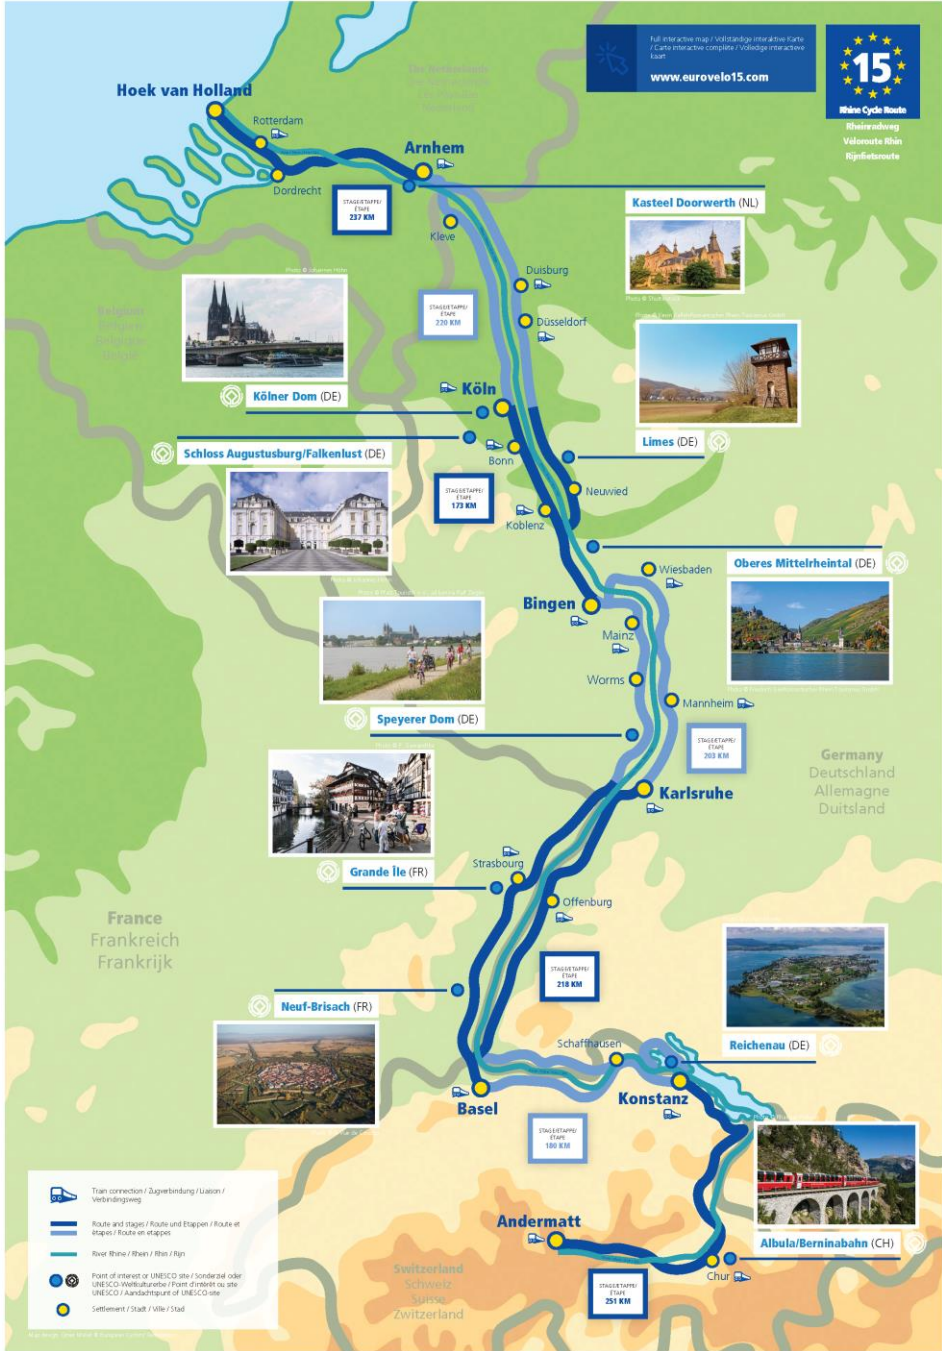 Full interactive map / Vollständige interaktive Karte
/ Carte interactive complète / Volledige interactieve
kaart
www.eurovelo15.com
15
Rhine Cycle Route
Rheinradweg
Véloroute Rhin
Rijnfietsroute
Hoek van Holland
Rotterdam
Dordrecht
Arnhem
STAGE/ETAPPE/
ÉTAPE
237 KM
Kasteel Doorwerth (NL)
Kleve
Duisburg
Düsseldorf
STAGE/ETAPPE/
ÉTAPE
220 KM
Kölner Dom (DE)
Köln
Limes (DE)
Schloss Augustusburg/Falkenlust (DE)
Bonn
STAGE/ETAPPE/
ÉTAPE
173 KM
Neuwied
Koblenz
Oberes Mittelrheintal (DE)
Wiesbaden
Bingen
Mainz
Worms
Mannheim
Speyerer Dom (DE)
STAGE/ETAPPE/
ÉTAPE
203 KM
Germany
Deutschland
Allemagne
Duitsland
Karlsruhe
Grande Île (FR)
Strasbourg
Offenburg
France
Frankreich
Frankrijk
STAGE/ETAPPE/
ÉTAPE
218 KM
Neuf-Brisach (FR)
Reichenau (DE)
Schaffhausen
Basel
Konstanz
STAGE/ETAPPE/
ÉTAPE
180 KM
Andermatt
Albula/Berninabahn (CH)
Chur
Switzerland
Schweiz
Suisse
Zwitzerland
STAGE/ETAPPE/
ÉTAPE
251 KM
Train connection / Zugverbindung / Liaison /
Verbindingsweg
Route and stages / Route und Etappen / Route et
étapes / Route en etappes
River Rhine / Rhein / Rhin / Rijn
Point of interest or UNESCO site / Sonderziel oder
UNESCO-Weltkulturerbe / Point d'intérêt ou site
UNESCO / Aandachtspunt of UNESCO-site
Settlement / Stadt / Ville / Stad